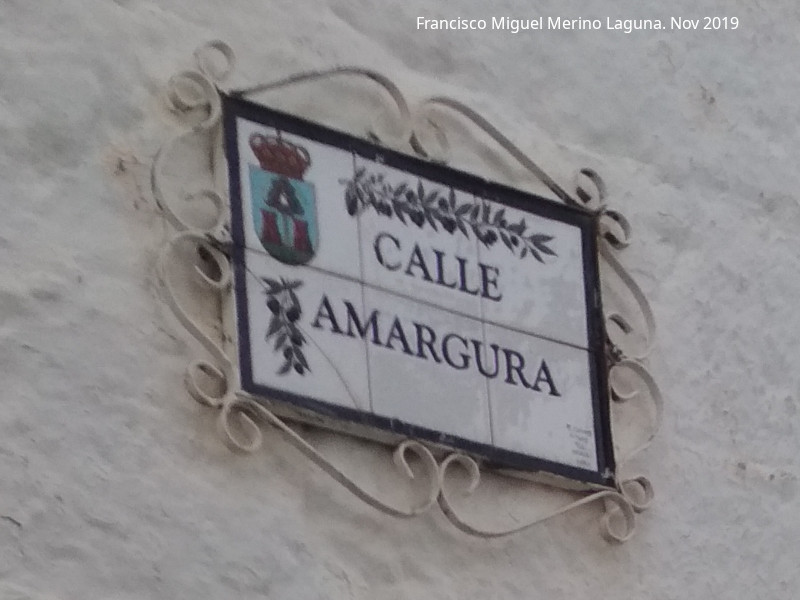 Francisco Miguel Merino Laguna. Nov 2019
CALLE
AMARGURA